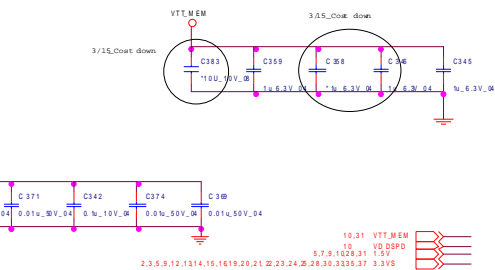 VTT_MEM
3/15_Cost down
3/15_Cost down
C383
C359
C358
C346
C345
*10U_10V_08
1u_6.3V_04
*1u_6.3V_04
1u_6.3V_04
1u_6.3V_04
C371
C342
C374
C369
04
0.01u_50V_04
0.1u_10V_04
0.01u_50V_04
0.01u_50V_04
10,31 VTT_MEM
10 VDDSPD
5,7,9,10,28,31 1.5V
2,3,5,9,12,13,14,15,16,19,20,21,22,23,24,25,28,30,33,35,37 3.3VS